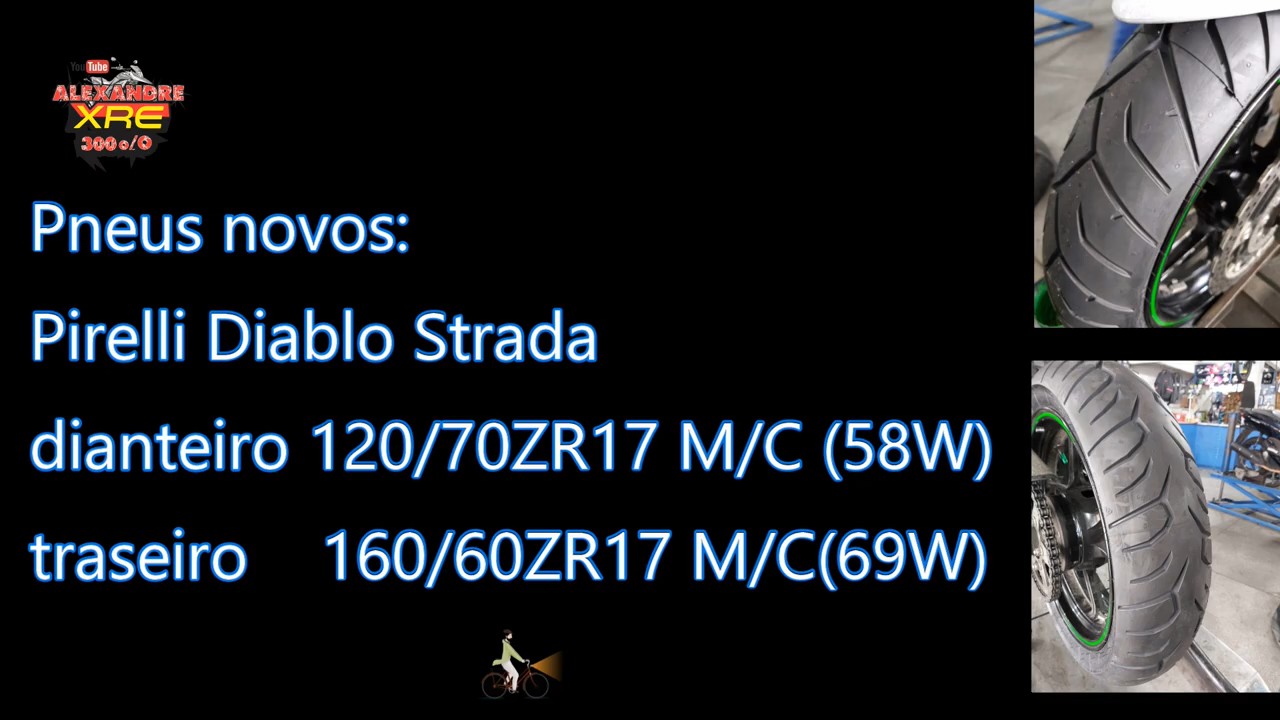 YouTube
ALEXANDRE
XRE
300 o/O
Pneus novos:
Pirelli Diablo Strada
dianteiro 120/70ZR17 M/C (58W)
traseiro 160/60ZR17 M/C(69W)